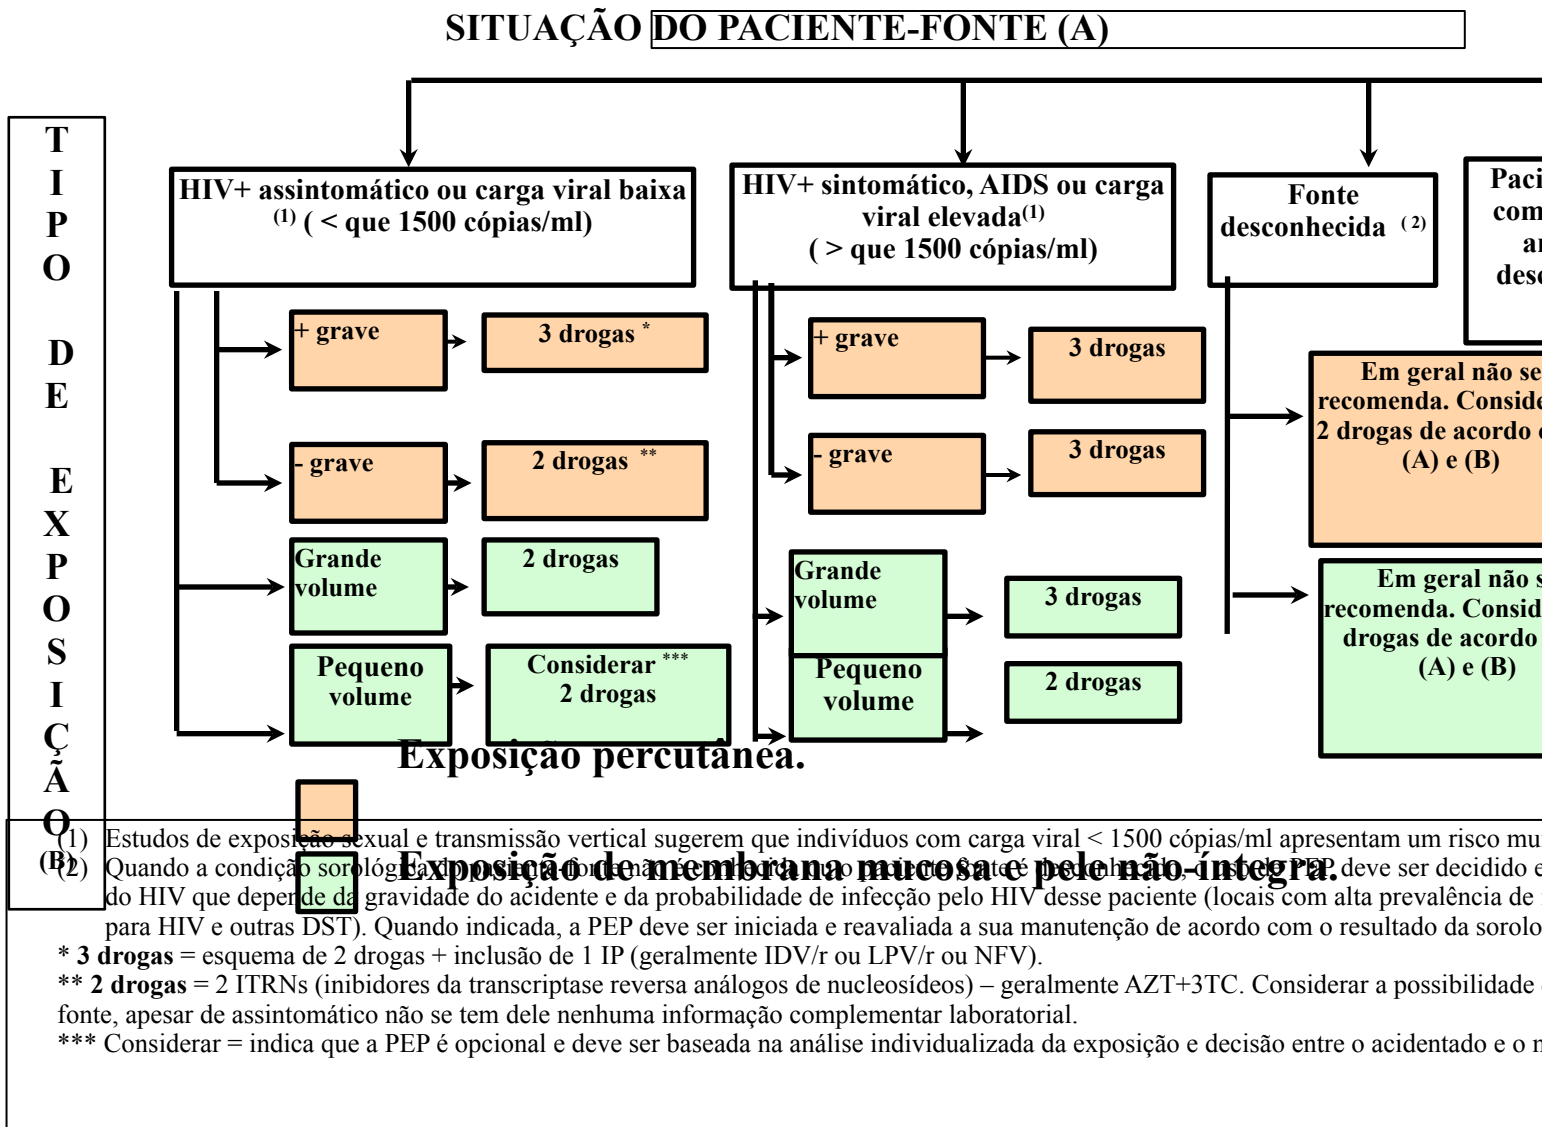 SITUAÇÃO DO PACIENTE-FONTE (A)
TIPO DE EXPOSIÇÃO
(B)
HIV+ assintomático ou carga viral baixa
(1) ( < que 1500 cópias/ml)
HIV+ sintomático, AIDS ou carga
viral elevada(1)
( > que 1500 cópias/ml)
Fonte
desconhecida (2)
+ grave
3 drogas *
- grave
2 drogas **
Grande
volume
2 drogas
Pequeno
volume
Considerar ***
2 drogas
+ grave
3 drogas
- grave
3 drogas
Grande
volume
3 drogas
Pequeno
volume
2 drogas
Em geral não se
recomenda.
2 drogas de acordo
(A) e (B)
Em geral não
recomenda.
drogas de acordo
(A) e (B)
Exposição percutânea.
Exposição de membrana mucosa e pele não-íntegra.
(1) Estudos de exposição sexual e transmissão vertical sugerem que indivíduos com carga viral < 1500 cópias/ml apresentam um risco
(2) Quando a condição sorológica do paciente-fonte não é conhecida ou o paciente fonte é desconhecido, o uso de PEP deve ser decidido
do HIV que depende da gravidade do acidente e da probabilidade de infecção pelo HIV desse paciente (locais com alta prevalência de
para HIV e outras DST). Quando indicada, a PEP deve ser iniciada e reavaliada a sua manutenção de acordo com o resultado da
* 3 drogas = esquema de 2 drogas + inclusão de 1 IP (geralmente IDV/r ou LPV/r ou NFV).
** 2 drogas = 2 ITRNs (inibidores da transcriptase reversa análogos de nucleosídeos) – geralmente AZT+3TC. Considerar a possibilidade
fonte, apesar de assintomático não se tem dele nenhuma informação complementar laboratorial.
*** Considerar = indica que a PEP é opcional e deve ser baseada na análise individualizada da exposição e decisão entre o acidentado e o